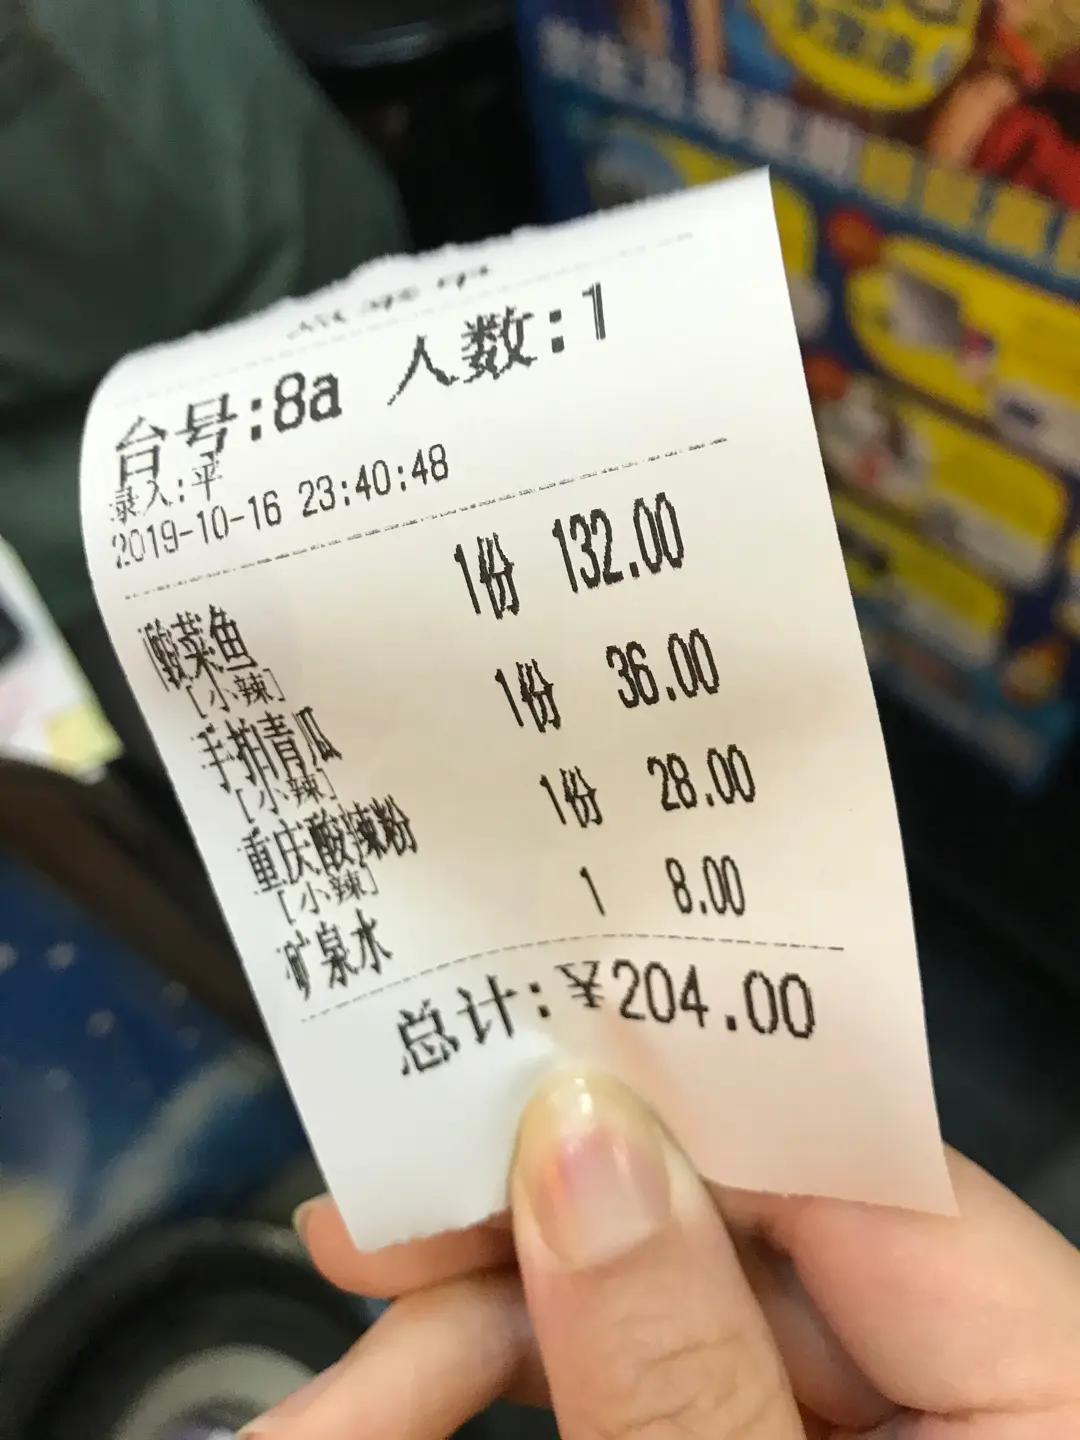 台号:8a 人数:1
录入:平
2019-10-16 23:40:48
酸菜鱼 1份 132.00
[小辣]
手拍青瓜 1份 36.00
[小辣]
重庆酸辣粉 1份 28.00
[小辣]
矿泉水 1 8.00
总计:¥204.00